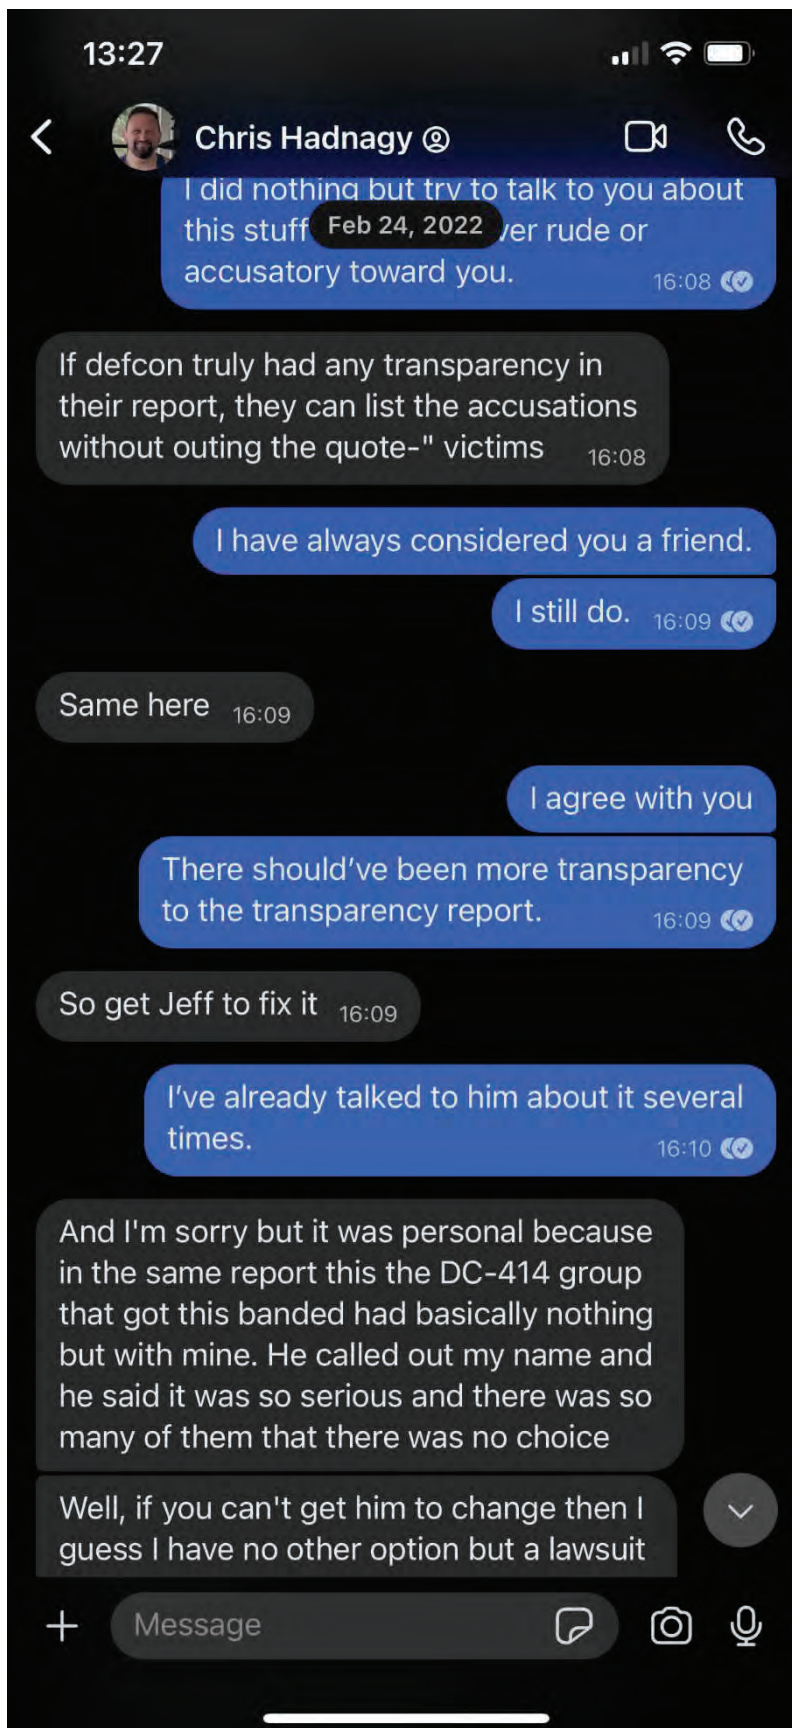 13:27
Chris Hadnagy
I did nothing but try to talk to you about
this stuff Feb 24, 2022 ver rude or
accusatory toward you. 16:08
If defcon truly had any transparency in
their report, they can list the accusations
without outing the quote-" victims 16:08
I have always considered you a friend.
I still do. 16:09
Same here 16:09
I agree with you
There should've been more transparency
to the transparency report. 16:09
So get Jeff to fix it 16:09
I've already talked to him about it several
times. 16:10
And I'm sorry but it was personal because
in the same report this the DC-414 group
that got this banded had basically nothing
but with mine. He called out my name and
he said it was so serious and there was so
many of them that there was no choice
Well, if you can't get him to change then I
guess I have no other option but a lawsuit
Message